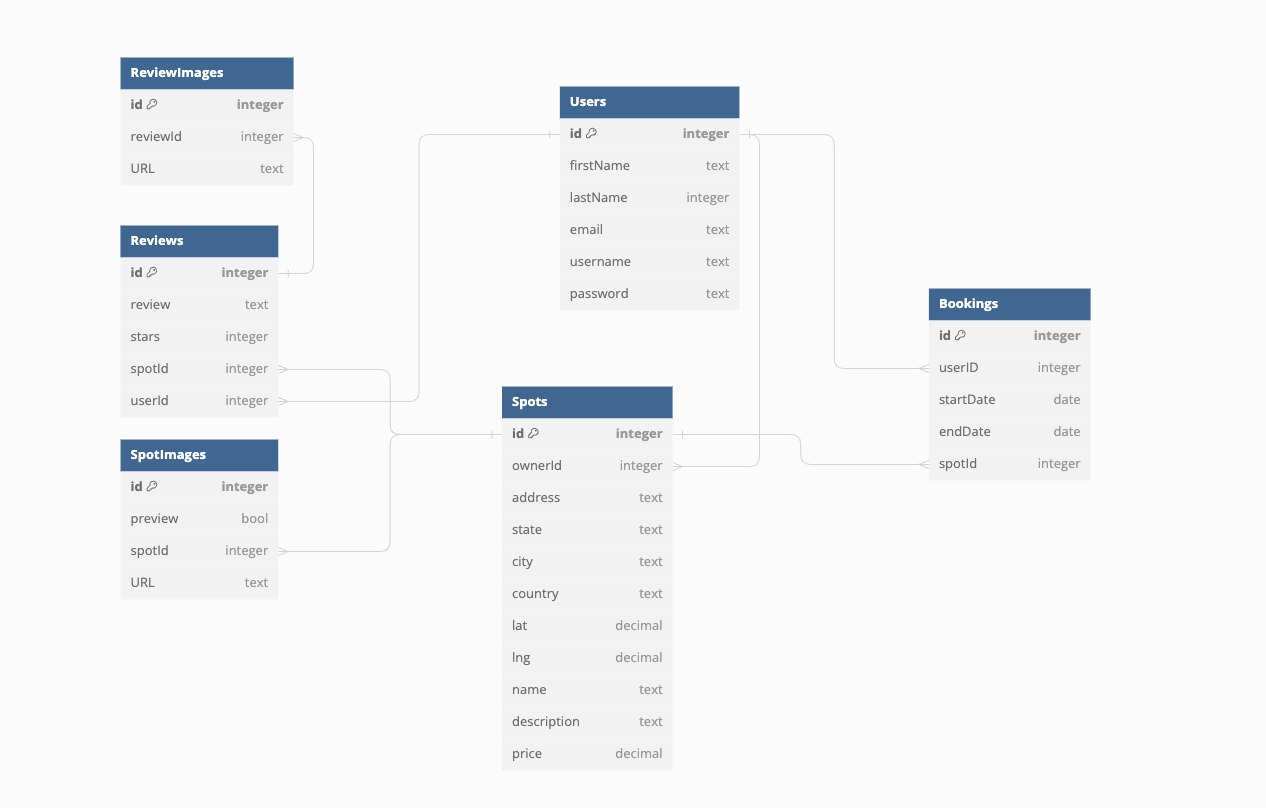 ReviewImages
id integer
reviewId integer
URL text
Reviews
id integer
review text
stars integer
spotId integer
userId integer
SpotImages
id integer
preview bool
spotId integer
URL text
Users
id integer
firstName text
lastName integer
email text
username text
password text
Spots
id integer
ownerId integer
address text
state text
city text
country text
lat decimal
lng decimal
name text
description text
price decimal
Bookings
id integer
userID integer
startDate date
endDate date
spotId integer